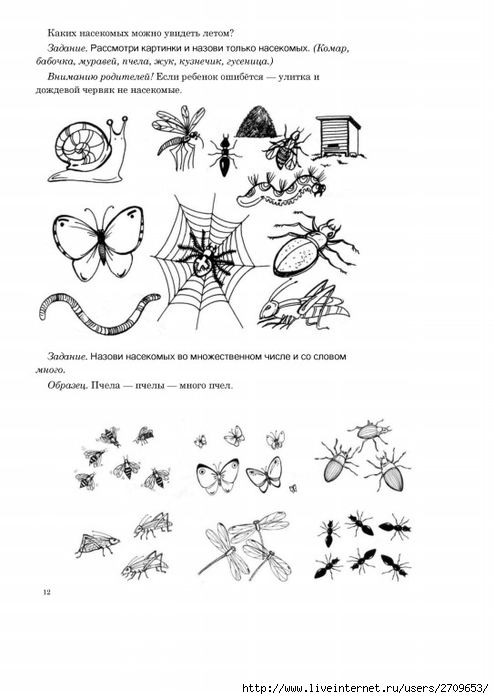 Каких насекомых можно увидеть летом?
Задание. Рассмотри картинки и назови только насекомых. (Комар,
бабочка, муравей, пчела, жук, кузнечик, гусеница.)
Вниманию родителей! Если ребенок ошибётся — улитка и
дождевой червяк не насекомые.
Задание. Назови насекомых во множественном числе и со словом
много.
Образец. Пчела — пчелы — много пчел.
12
http://www.liveinternet.ru/users/2709653/